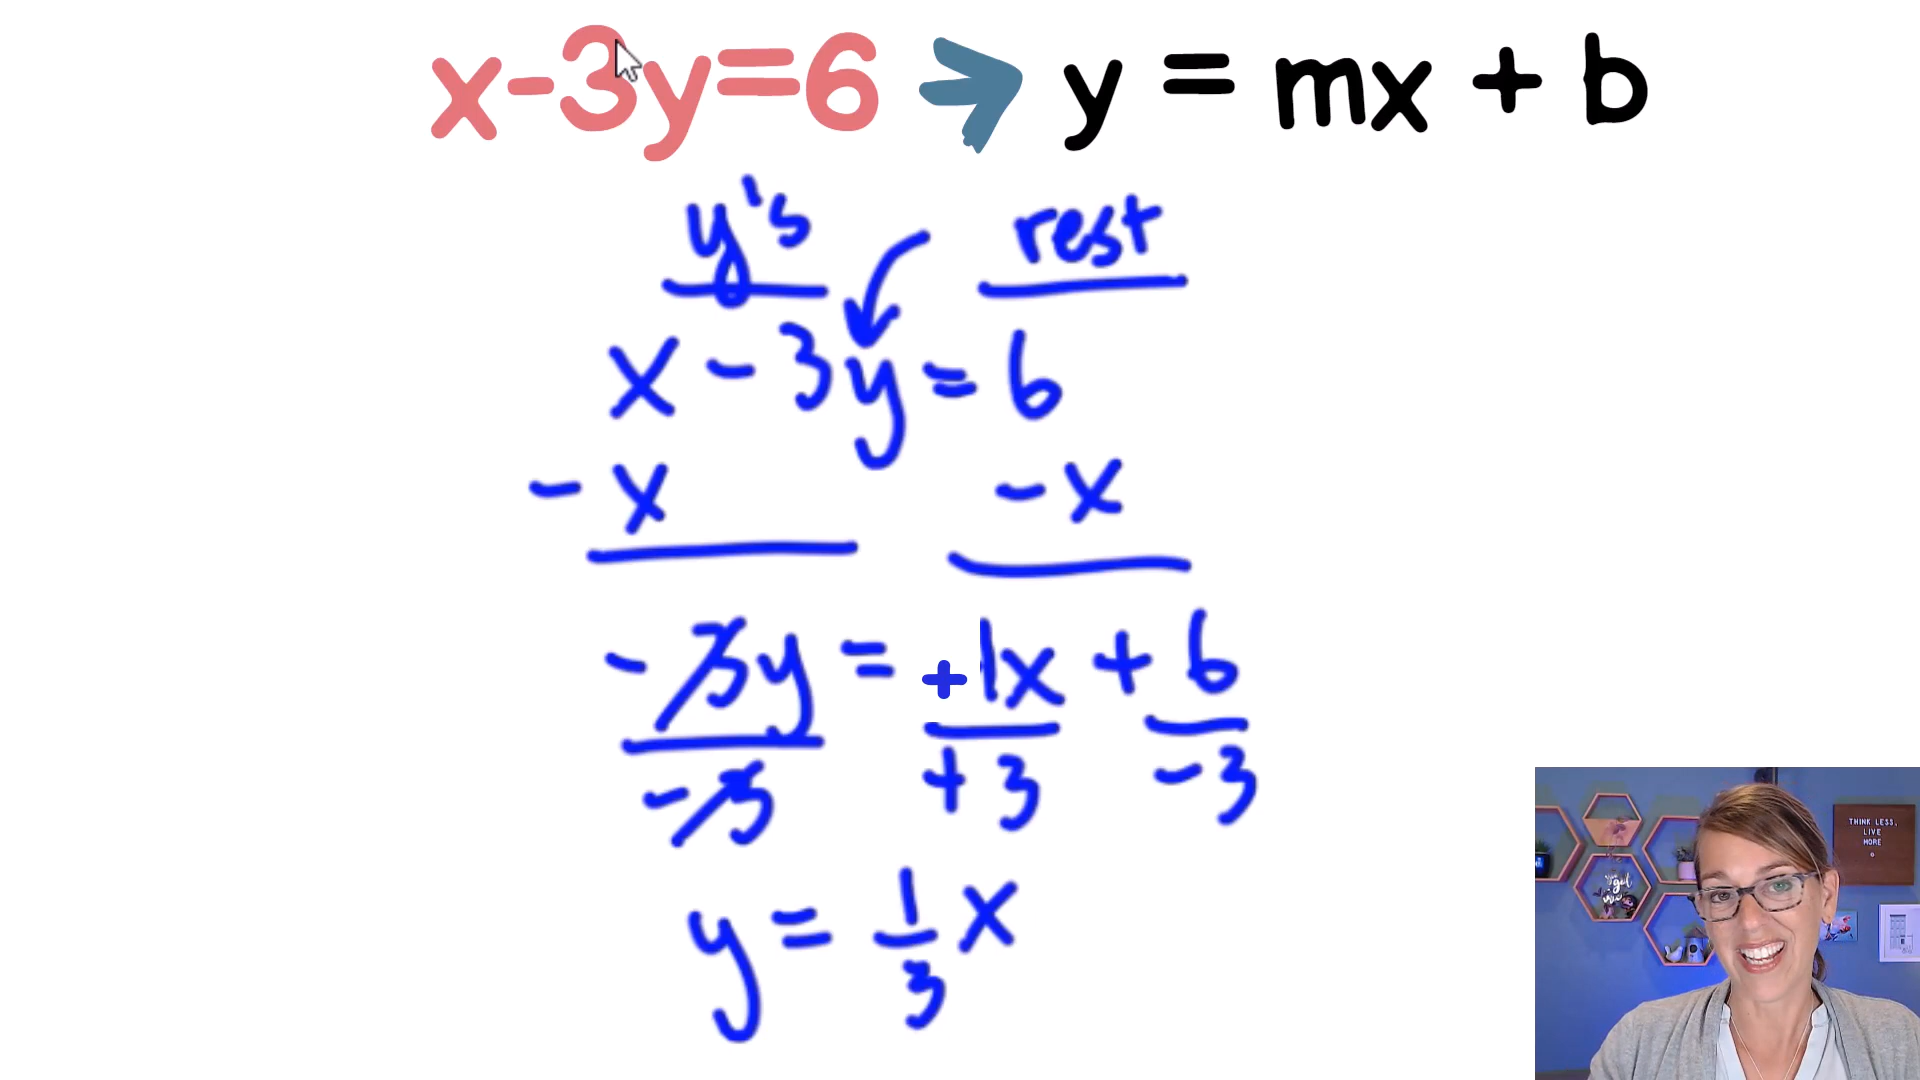 x-3y=6 → y = mx + b
y's rest
x - 3y = 6
- x - x
-3y = +1x + 6
-3 +3 -3
y = 1/3 x
THINK LESS,
LIVE
MORE